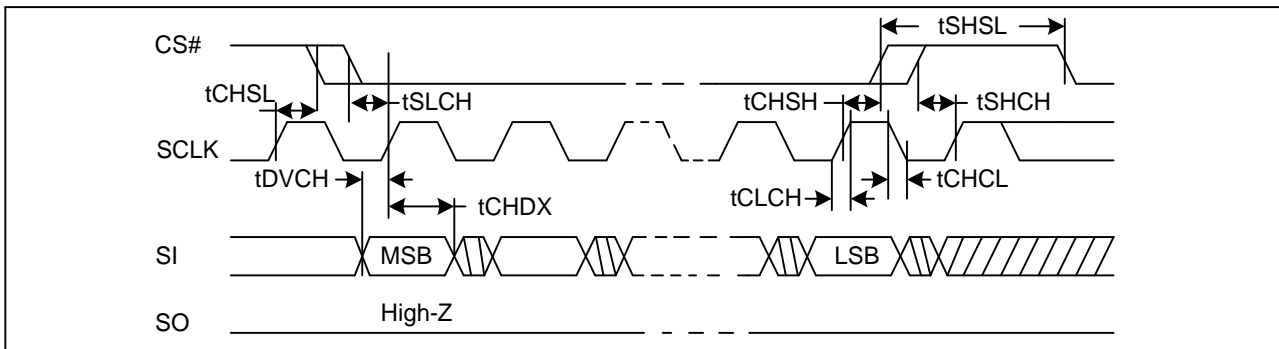 tSHSL
CS#
tCHSL
tSLCH
tCHSH
tSHCH
SCLK
tDVCH
tCHDX
tCLCH
tCHCL
SI
MSB
LSB
High-Z
SO